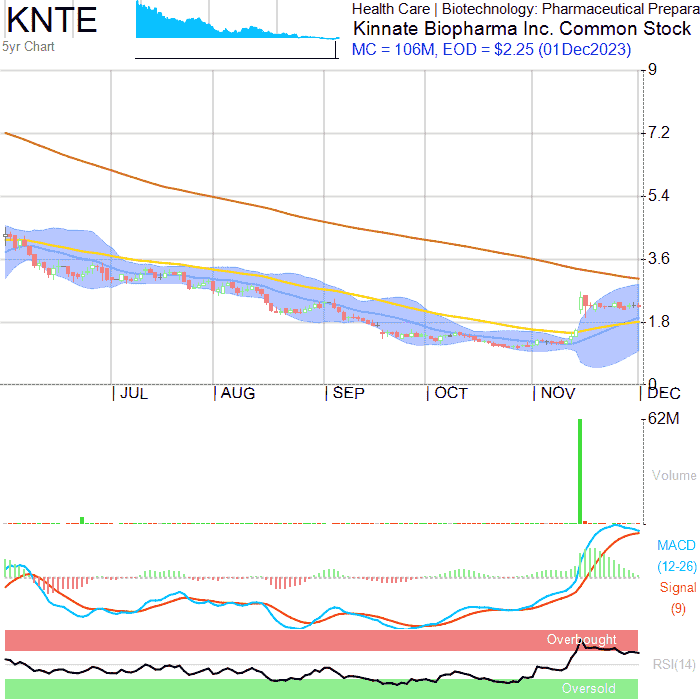 KNTE
5yr Chart
Health Care | Biotechnology: Pharmaceutical Prepara
Kinnate Biopharma Inc. Common Stock
MC = 106M, EOD = $2.25 (01Dec2023)
9
7.2
5.4
3.6
1.8
0
JUL AUG SEP OCT NOV DEC
62M
Volume
MACD
(12-26)
Signal
(9)
Overbought
RSI(14)
Oversold